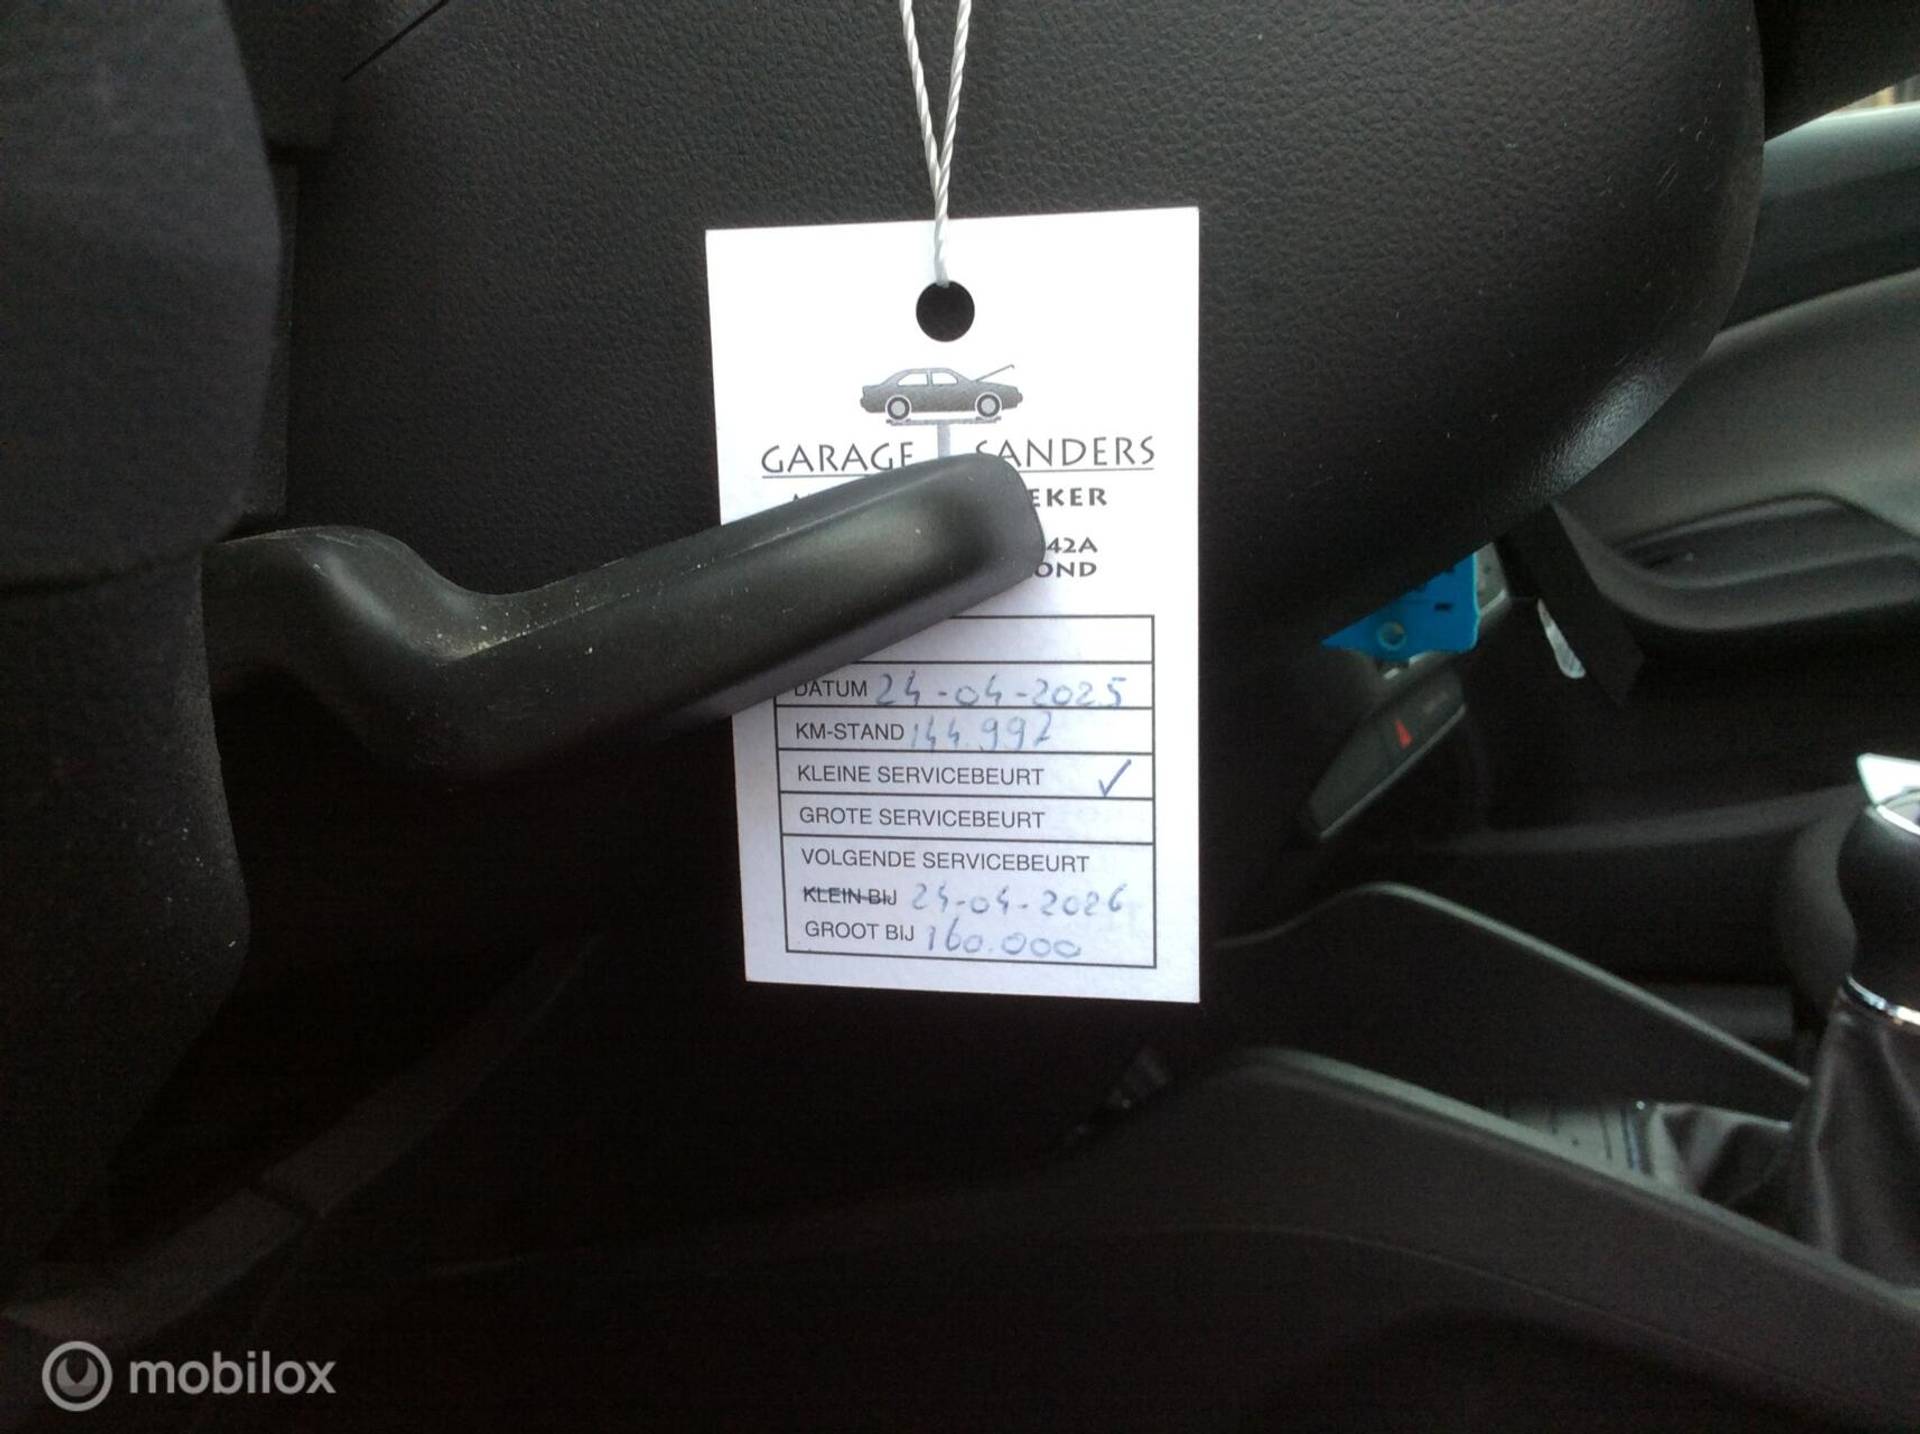 GARAGE SANDERS
EKER
42A
OND
DATUM 24-04-2025
KM-STAND 144.997
KLEINE SERVICEBEURT ✓
GROTE SERVICEBEURT
VOLGENDE SERVICEBEURT
KLEIN BIJ 24-04-2026
GROOT BIJ 160.000
mobilox